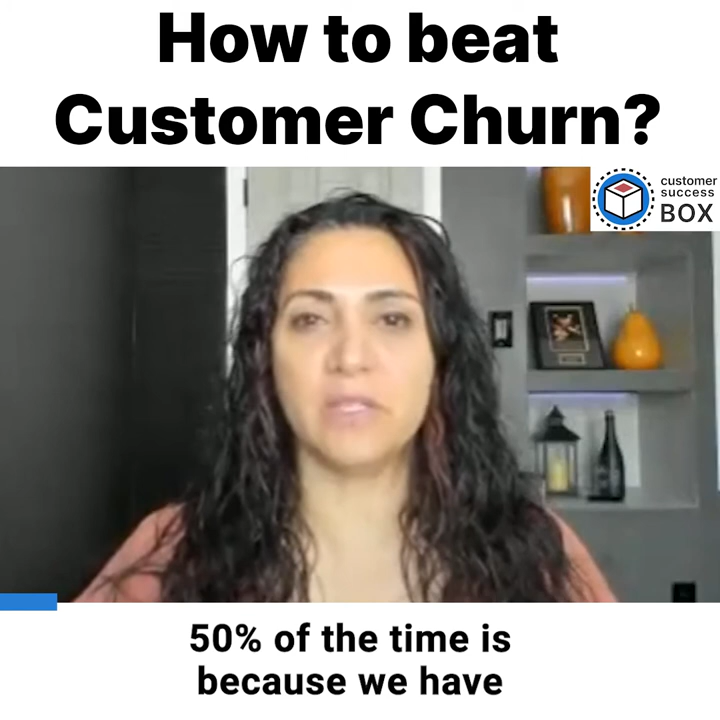 How to beat
Customer Churn?
customer
success
BOX
50% of the time is
because we have